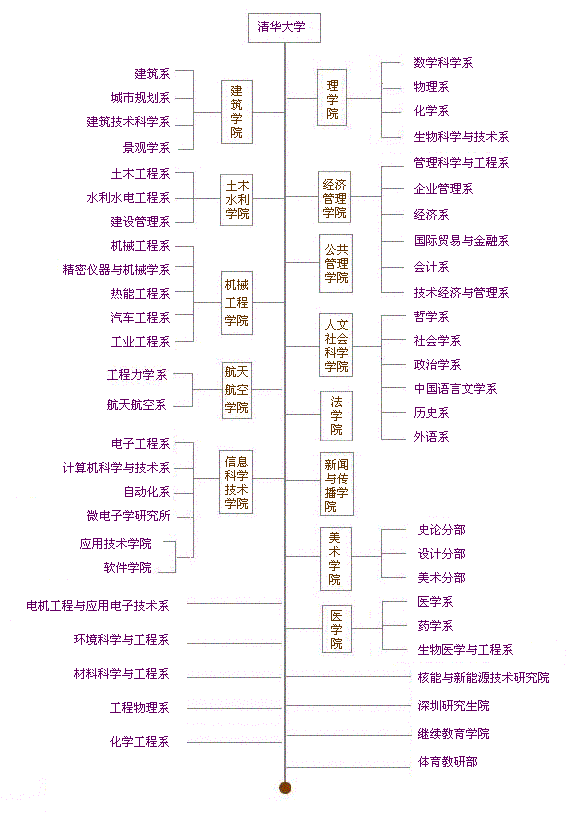 清华大学
建筑系
城市规划系
建筑技术科学系
景观学系
建
筑
学
院
土木工程系
水利水电工程系
建设管理系
土木
水利
学院
机械工程系
精密仪器与机械学系
热能工程系
汽车工程系
工业工程系
机械
工程
学院
工程力学系
航天航空系
航天
航空
学院
电子工程系
计算机科学与技术系
自动化系
微电子学研究所
应用技术学院
软件学院
信息
科学
技术
学院
电机工程与应用电子技术系
环境科学与工程系
材料科学与工程系
工程物理系
化学工程系
理
学
院
数学科学系
物理系
化学系
生物科学与技术系
经济
管理
学院
管理科学与工程系
企业管理系
经济系
国际贸易与金融系
会计系
技术经济与管理系
公共
管理
学院
人文
社会
科学
学院
哲学系
社会学系
政治学系
中国语言文学系
历史系
外语系
法
学
院
新闻
与传
播学
院
美
术
学
院
史论分部
设计分部
美术分部
医
学
院
医学系
药学系
生物医学与工程系
核能与新能源技术研究院
深圳研究生院
继续教育学院
体育教研部